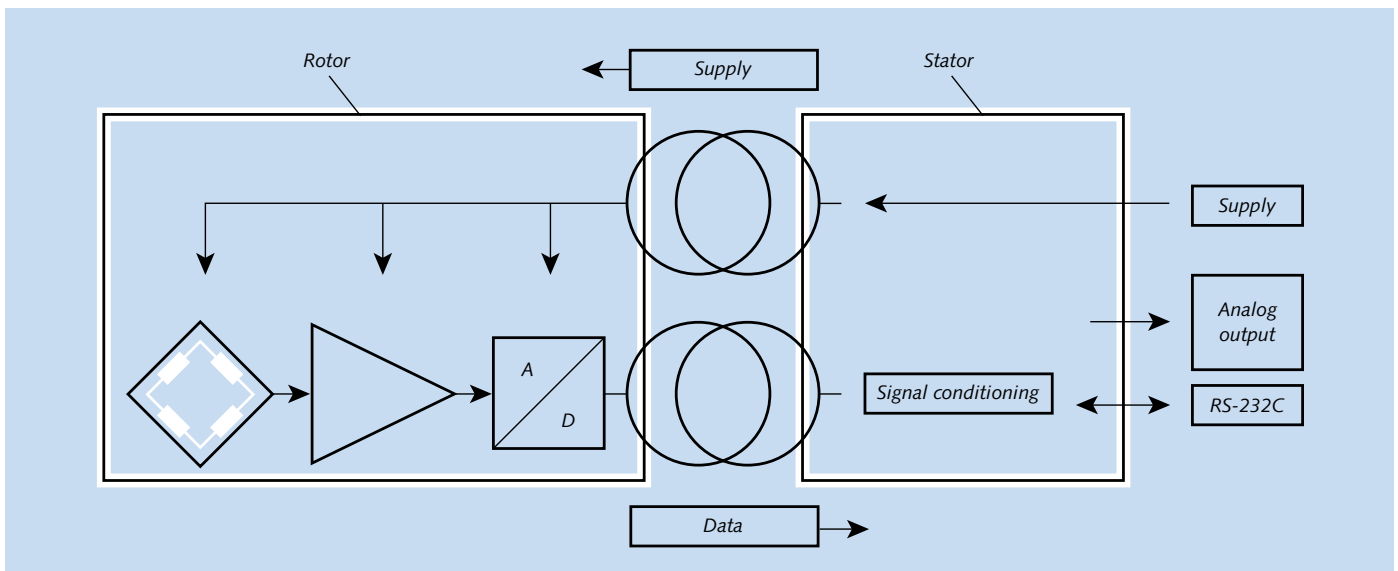 Rotor
Supply
Stator
Supply
Analog
output
A
D
Signal conditioning
RS-232C
Data